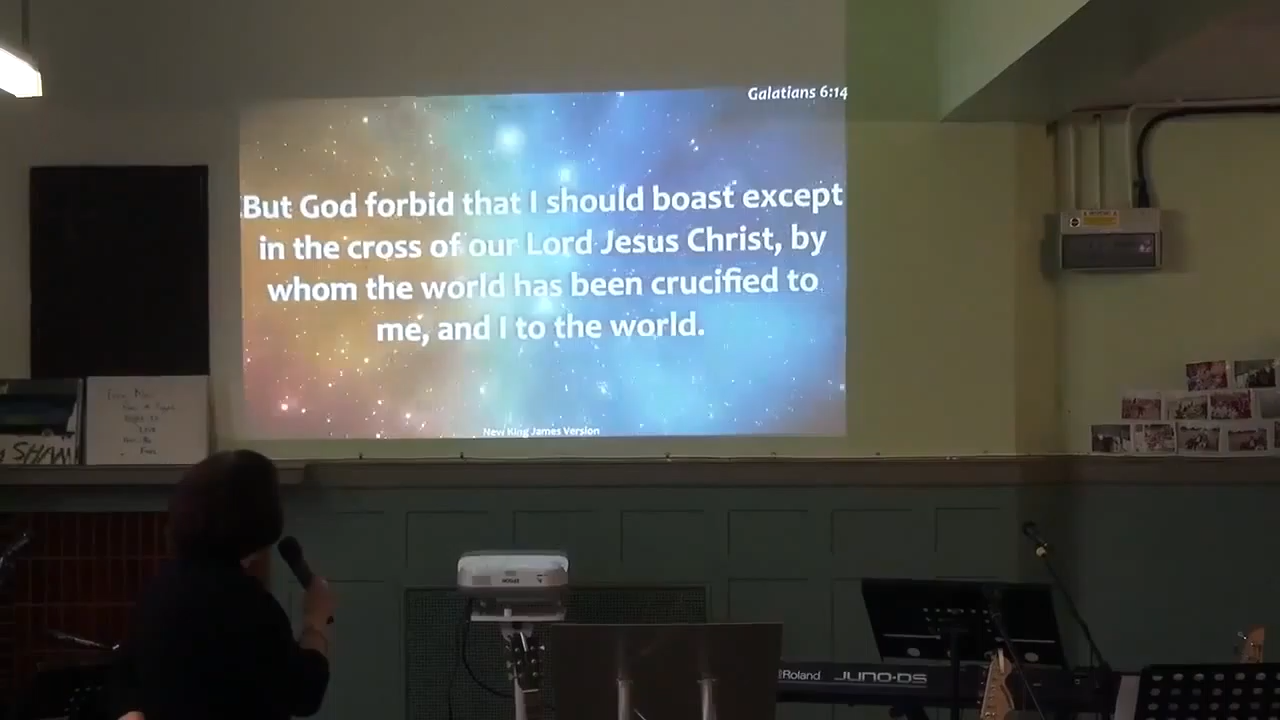 Galatians 6:14
But God forbid that I should boast except
in the cross of our Lord Jesus Christ, by
whom the world has been crucified to
me, and I to the world.
New King James Version
SHAM
EPSON
Roland JUNO-DS